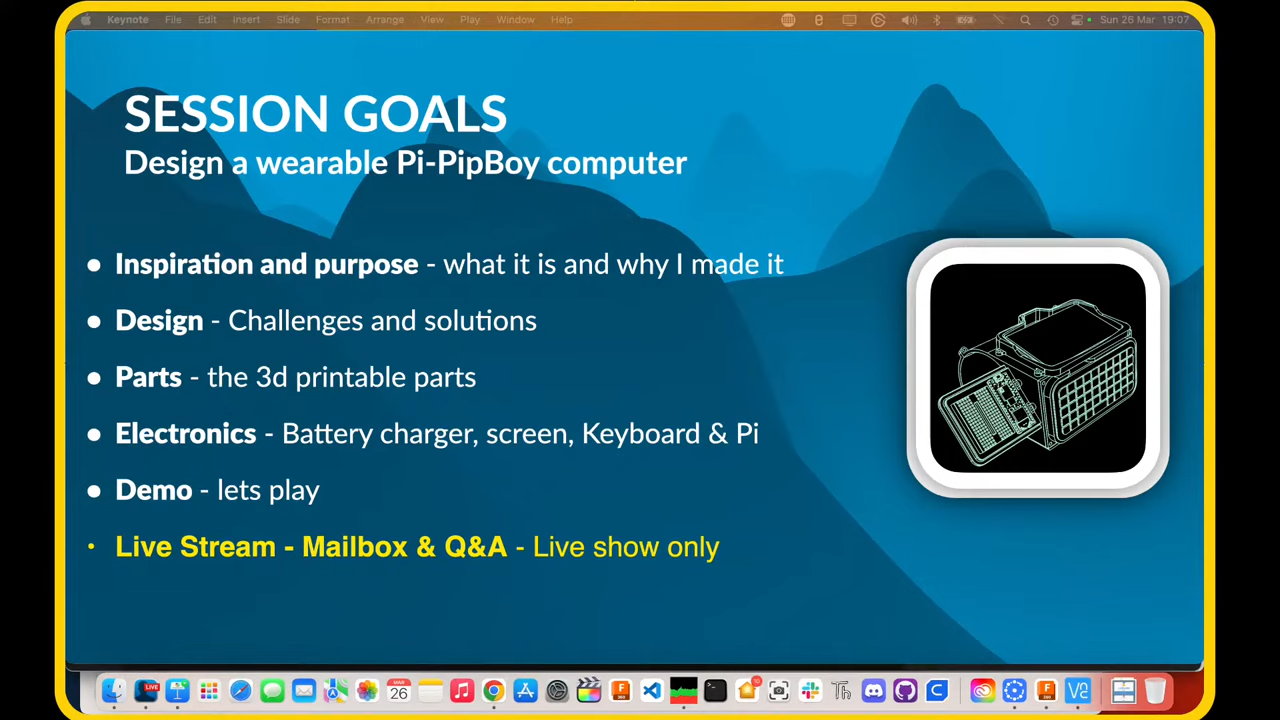 Keynote File Edit Insert Slide Format Arrange View Play Window Help Sun 26 Mar 19:07
SESSION GOALS
Design a wearable Pi-PipBoy computer
● Inspiration and purpose - what it is and why I made it
● Design - Challenges and solutions
● Parts - the 3d printable parts
● Electronics - Battery charger, screen, Keyboard & Pi
● Demo - lets play
• Live Stream - Mailbox & Q&A - Live show only